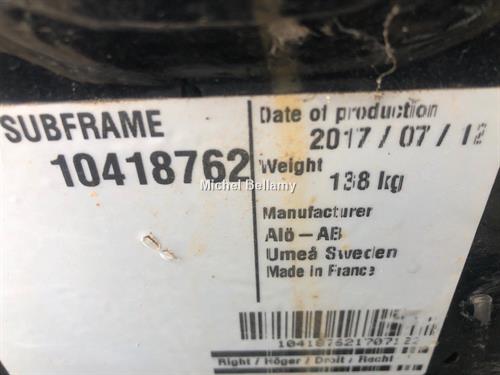 SUBFRAME
10418762
Date of production
2017/07/12
Weight
138 kg
Manufacturer
Alö-AB
Umeå Sweden
Made in France
Michel Bellamy
Right / Höger / Droit / Recht